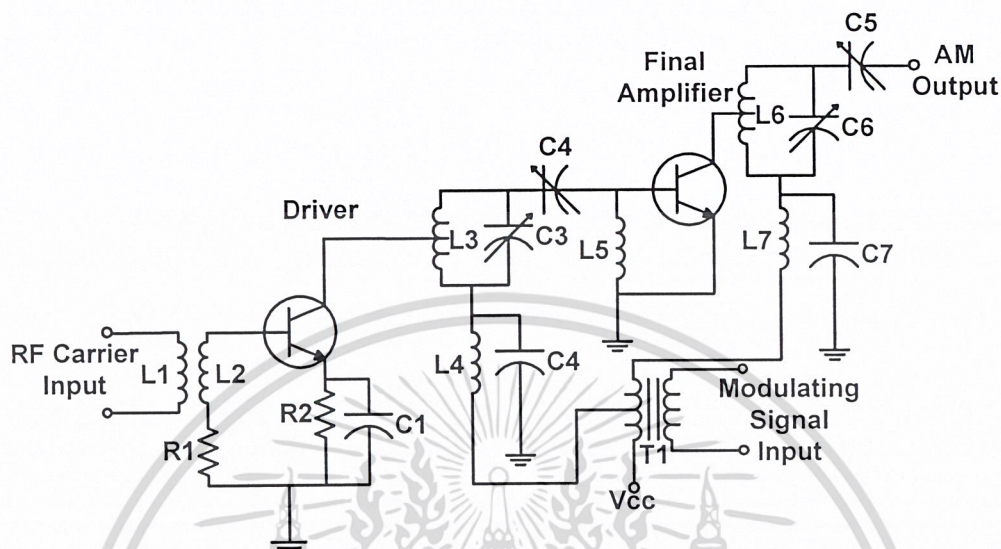 C5
AM
Output
Final
Amplifier
L6
C6
C4
Driver
L3
C3
L5
L7
C7
RF Carrier
Input
L1
L2
L4
C4
R2
C1
R1
T1
Modulating
Signal
Input
Vcc